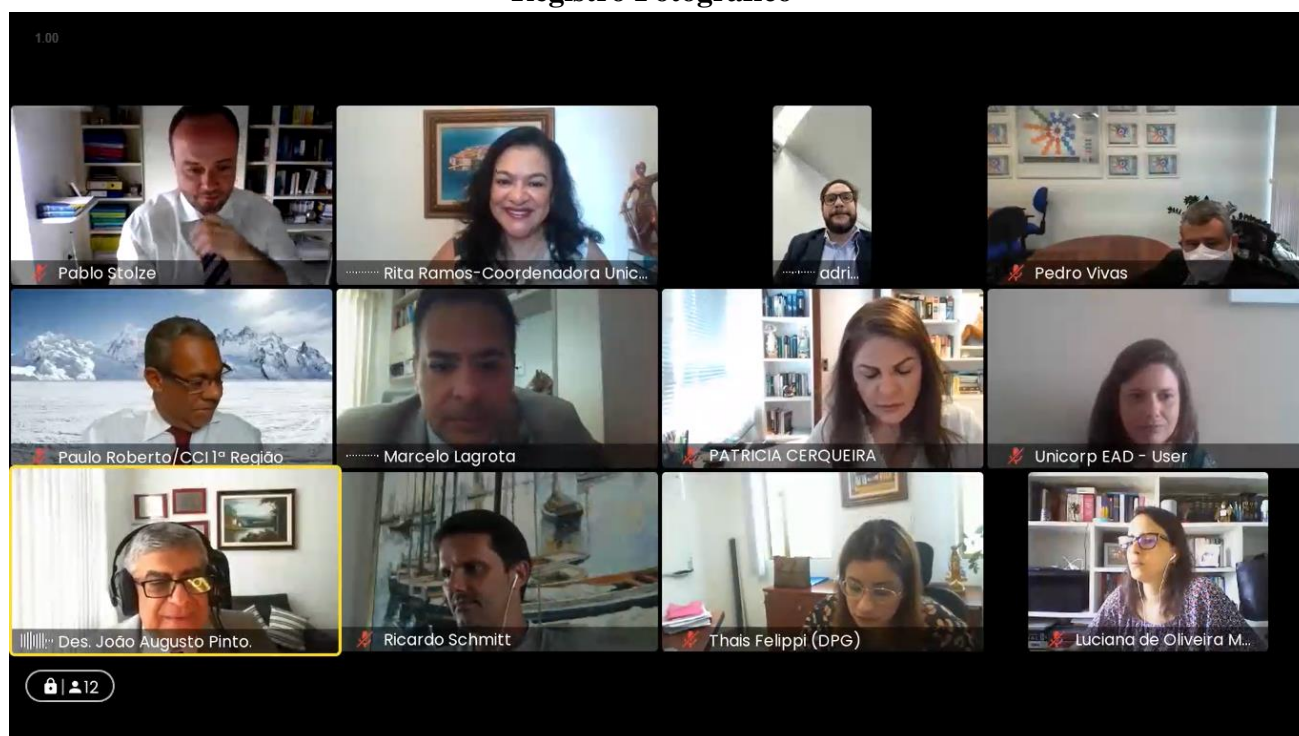 Registro Fotográfico
1.00
Pablo Stolze
Rita Ramos-Coordenadora Unic...
adri...
Pedro Vivas
Paulo Roberto/CCI 1ª Região
Marcelo Lagrota
PATRICIA CERQUEIRA
Unicorp EAD - User
Des. João Augusto Pinto.
Ricardo Schmitt
Thais Felippi (DPG)
Luciana de Oliveira M...
12